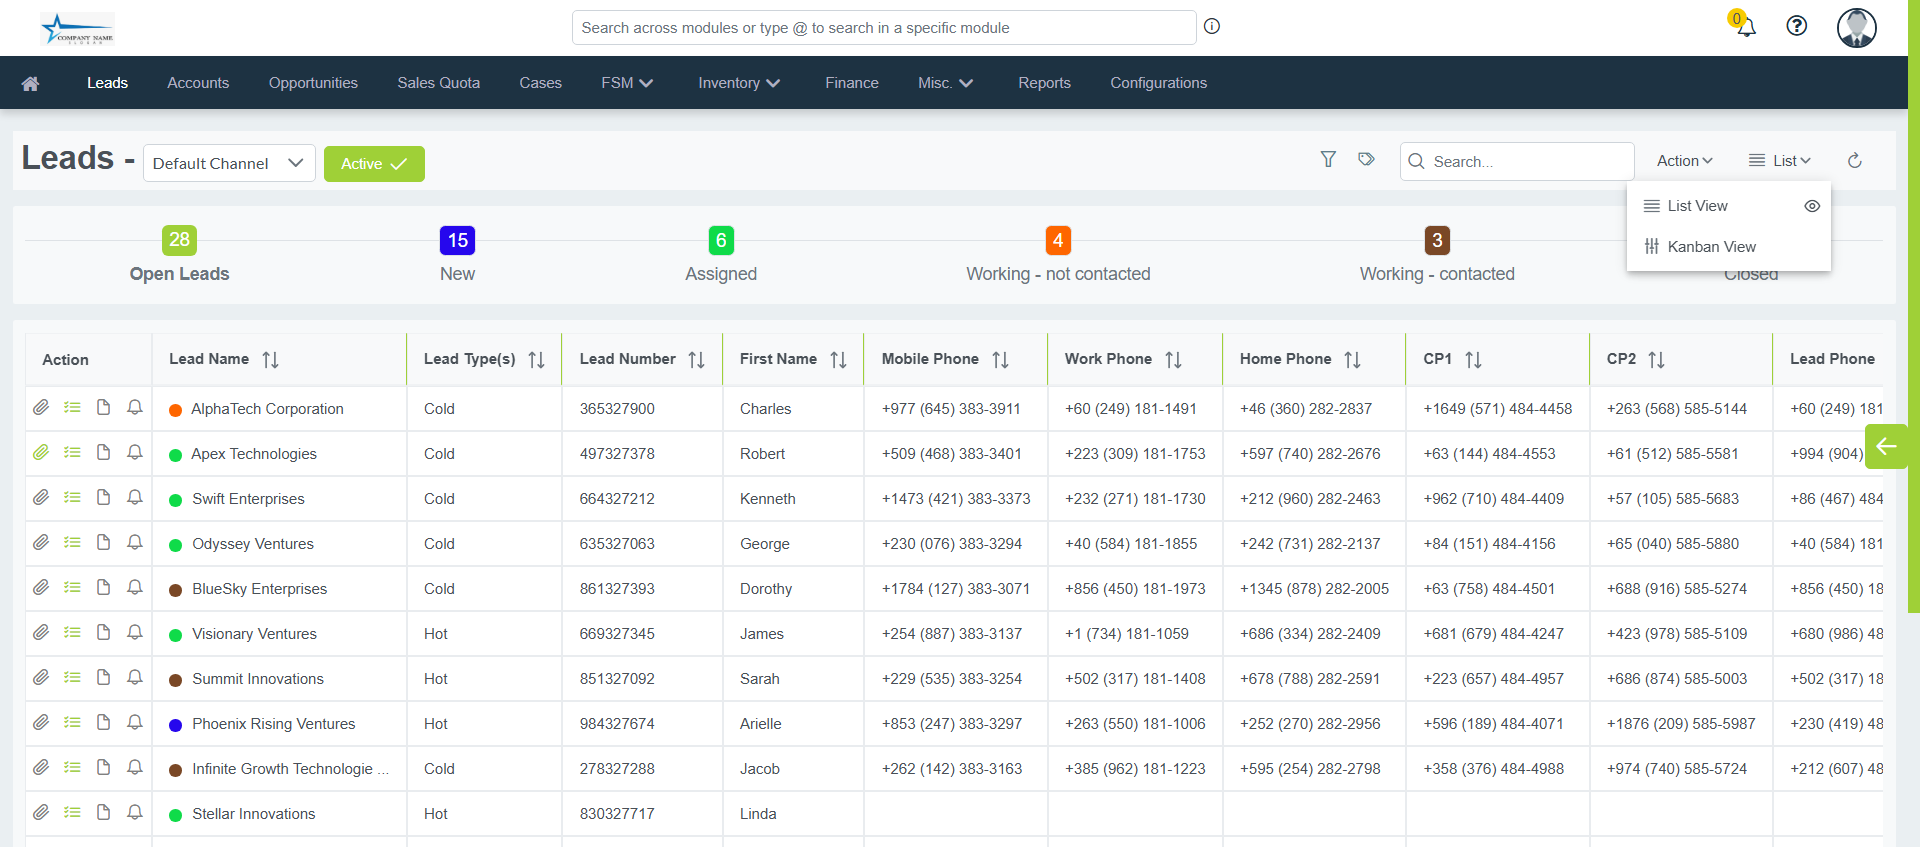 COMPANY NAME
Search across modules or type @ to search in a specific module
0
Leads Accounts Opportunities Sales Quota Cases FSM Inventory Finance Misc. Reports Configurations
Leads - Default Channel Active Search... Action List
List View
Kanban View
28 15 6 4 3
Open Leads New Assigned Working - not contacted Working - contacted Closed
Action Lead Name Lead Type(s) Lead Number First Name Mobile Phone Work Phone Home Phone CP1 CP2 Lead Phone
AlphaTech Corporation Cold 365327900 Charles +977 (645) 383-3911 +60 (249) 181-1491 +46 (360) 282-2837 +1649 (571) 484-4458 +263 (568) 585-5144 +60 (249) 181
Apex Technologies Cold 497327378 Robert +509 (468) 383-3401 +223 (309) 181-1753 +597 (740) 282-2676 +63 (144) 484-4553 +61 (512) 585-5581 +994 (904)
Swift Enterprises Cold 664327212 Kenneth +1473 (421) 383-3373 +232 (271) 181-1730 +212 (960) 282-2463 +962 (710) 484-4409 +57 (105) 585-5683 +86 (467) 484
Odyssey Ventures Cold 635327063 George +230 (076) 383-3294 +40 (584) 181-1855 +242 (731) 282-2137 +84 (151) 484-4156 +65 (040) 585-5880 +40 (584) 181
BlueSky Enterprises Cold 861327393 Dorothy +1784 (127) 383-3071 +856 (450) 181-1973 +1345 (878) 282-2005 +63 (758) 484-4501 +688 (916) 585-5274 +856 (450) 18
Visionary Ventures Hot 669327345 James +254 (887) 383-3137 +1 (734) 181-1059 +686 (334) 282-2409 +681 (679) 484-4247 +423 (978) 585-5109 +680 (986) 48
Summit Innovations Hot 851327092 Sarah +229 (535) 383-3254 +502 (317) 181-1408 +678 (788) 282-2591 +223 (657) 484-4957 +686 (874) 585-5003 +502 (317) 18
Phoenix Rising Ventures Hot 984327674 Arielle +853 (247) 383-3297 +263 (550) 181-1006 +252 (270) 282-2956 +596 (189) 484-4071 +1876 (209) 585-5987 +230 (419) 48
Infinite Growth Technologie ... Cold 278327288 Jacob +262 (142) 383-3163 +385 (962) 181-1223 +595 (254) 282-2798 +358 (376) 484-4988 +974 (740) 585-5724 +212 (607) 48
Stellar Innovations Hot 830327717 Linda